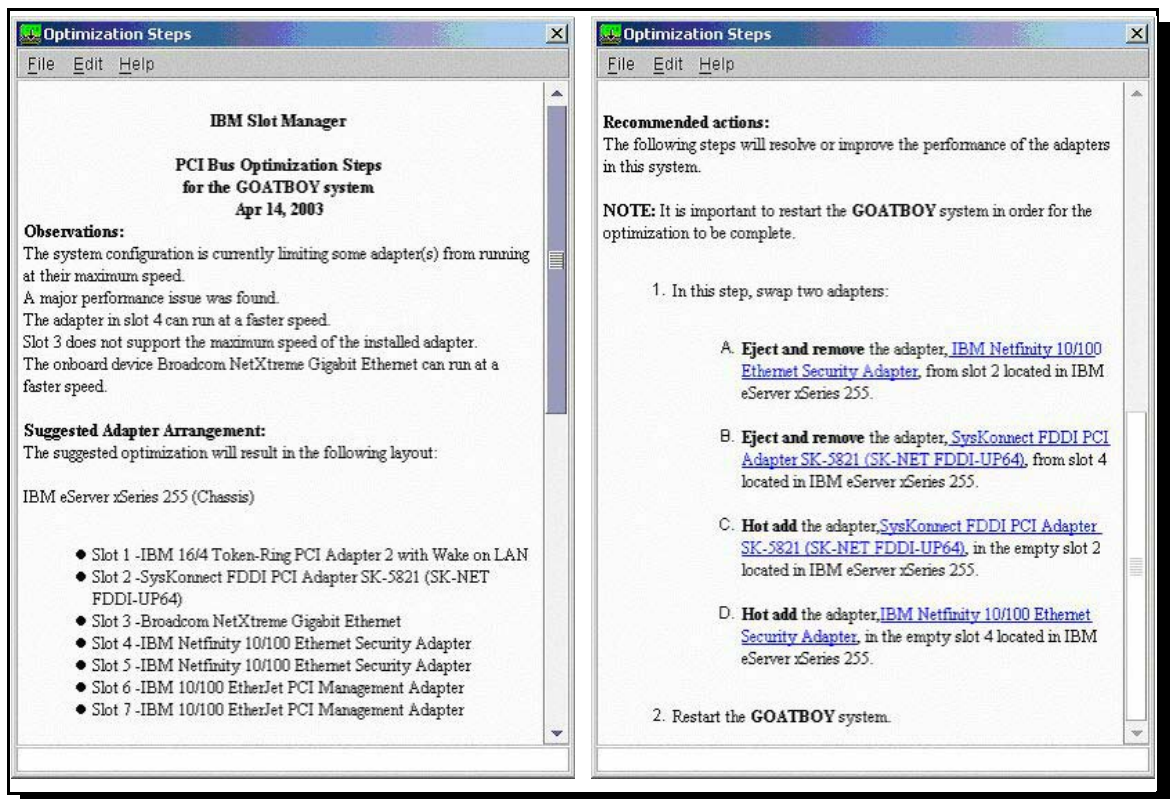 Optimization Steps
File Edit Help
IBM Slot Manager
PCI Bus Optimization Steps
for the GOATBOY system
Apr 14, 2003
Observations:
The system configuration is currently limiting some adapter(s) from running
at their maximum speed.
A major performance issue was found.
The adapter in slot 4 can run at a faster speed.
Slot 3 does not support the maximum speed of the installed adapter.
The onboard device Broadcom NetXtreme Gigabit Ethernet can run at a
faster speed.
Suggested Adapter Arrangement:
The suggested optimization will result in the following layout:
IBM eServer xSeries 255 (Chassis)
● Slot 1 -IBM 16/4 Token-Ring PCI Adapter 2 with Wake on LAN
● Slot 2 -SysKonnect FDDI PCI Adapter SK-5821 (SK-NET
FDDI-UP64)
● Slot 3 -Broadcom NetXtreme Gigabit Ethernet
● Slot 4 -IBM Netfinity 10/100 Ethernet Security Adapter
● Slot 5 -IBM Netfinity 10/100 Ethernet Security Adapter
● Slot 6 -IBM 10/100 EtherJet PCI Management Adapter
● Slot 7 -IBM 10/100 EtherJet PCI Management Adapter
Optimization Steps
File Edit Help
Recommended actions:
The following steps will resolve or improve the performance of the adapters
in this system.
NOTE: It is important to restart the GOATBOY system in order for the
optimization to be complete.
1. In this step, swap two adapters:
A. Eject and remove the adapter, IBM Netfinity 10/100
Ethernet Security Adapter, from slot 2 located in IBM
eServer xSeries 255.
B. Eject and remove the adapter, SysKonnect FDDI PCI
Adapter SK-5821 (SK-NET FDDI-UP64), from slot 4
located in IBM eServer xSeries 255.
C. Hot add the adapter,SysKonnect FDDI PCI Adapter
SK-5821 (SK-NET FDDI-UP64), in the empty slot 2
located in IBM eServer xSeries 255.
D. Hot add the adapter,IBM Netfinity 10/100 Ethernet
Security Adapter, in the empty slot 4 located in IBM
eServer xSeries 255.
2. Restart the GOATBOY system.